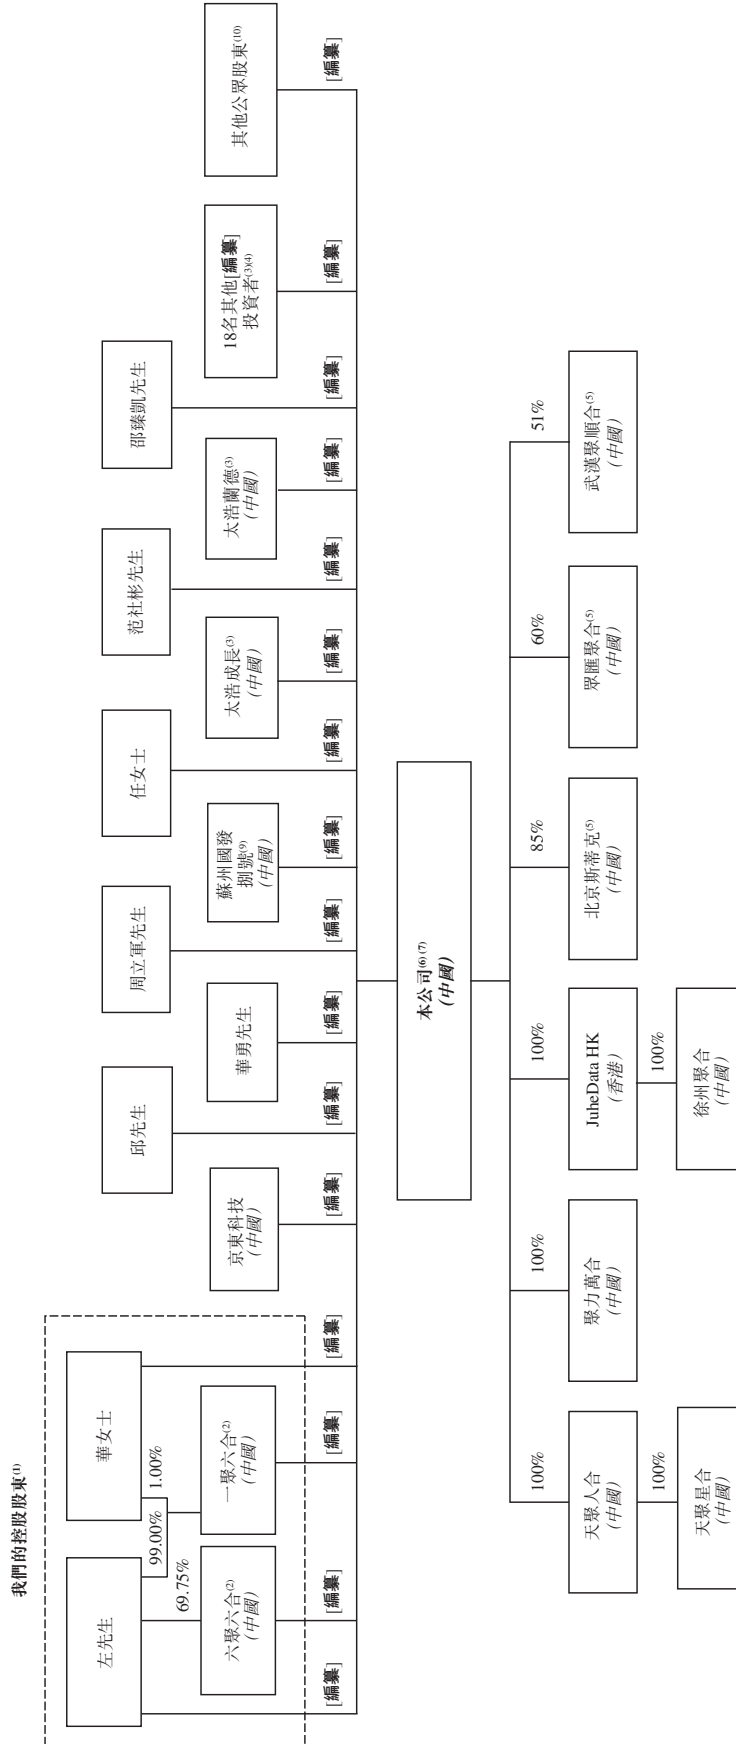 我們的控股股東(1)
左先生
華女士
99.00%
1.00%
69.75%
六聚六合(2)
(中國)
一聚六合(2)
(中國)
[編纂]
[編纂]
[編纂]
[編纂]
京東科技
(中國)
[編纂]
邱先生
[編纂]
華勇先生
[編纂]
周立軍先生
[編纂]
蘇州國發
捌號(9)
(中國)
[編纂]
任女士
[編纂]
太浩成長(3)
(中國)
[編纂]
范社彬先生
[編纂]
太浩蘭德(3)
(中國)
[編纂]
邵臻凱先生
[編纂]
18名其他[編纂]
投資者(3)(4)
[編纂]
其他公眾股東(10)
[編纂]
本公司(6)(7)
(中國)
100%
天聚人合
(中國)
100%
天聚星合
(中國)
100%
聚力萬合
(中國)
100%
JuheData HK
(香港)
100%
徐州聚合
(中國)
85%
北京斯蒂克(5)
(中國)
60%
眾匯聚合(5)
(中國)
51%
武漢聚順合(5)
(中國)